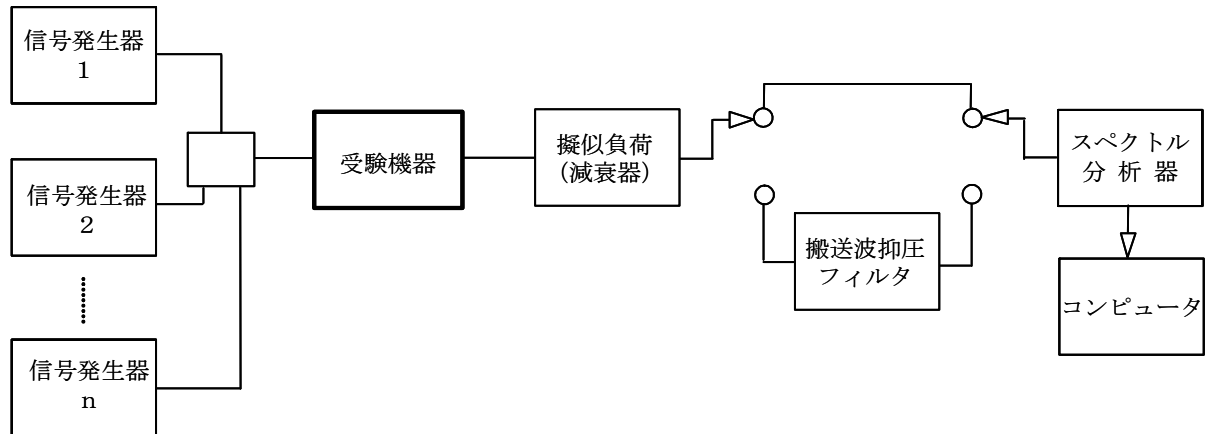 信号発生器
1
信号発生器
2
信号発生器
n
受験機器
擬似負荷
(減衰器)
搬送波抑圧
フィルタ
スペクトル
分 析 器
コンピュータ